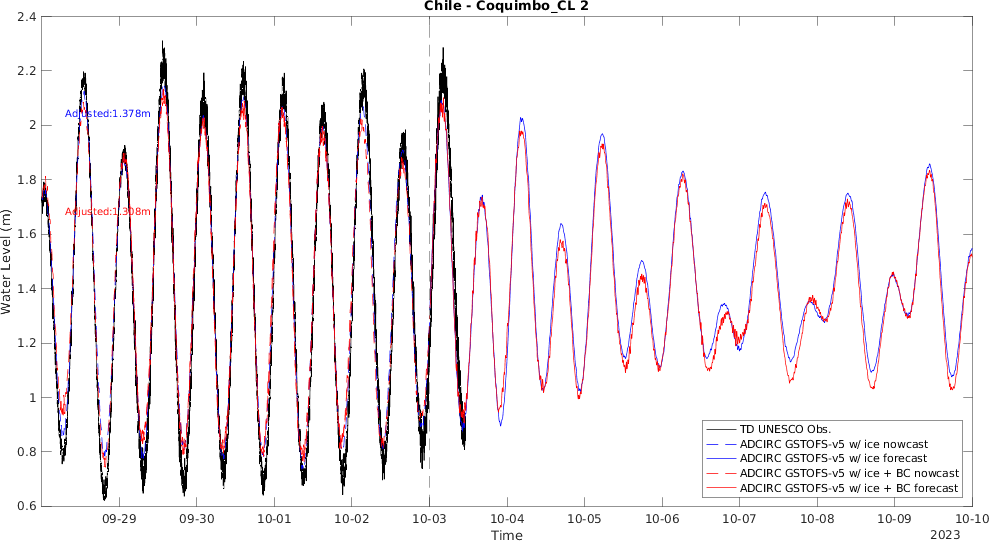 Chile - Coquimbo_CL 2
2.4
2.2
2
1.8
1.6
1.4
1.2
1
0.8
0.6
Water Level (m)
Adjusted:1.378m
Adjusted:1.308m
TD UNESCO Obs.
ADCIRC GSTOFS-v5 w/ ice nowcast
ADCIRC GSTOFS-v5 w/ ice forecast
ADCIRC GSTOFS-v5 w/ ice + BC nowcast
ADCIRC GSTOFS-v5 w/ ice + BC forecast
09-29 09-30 10-01 10-02 10-03 10-04 10-05 10-06 10-07 10-08 10-09 10-10
Time
2023